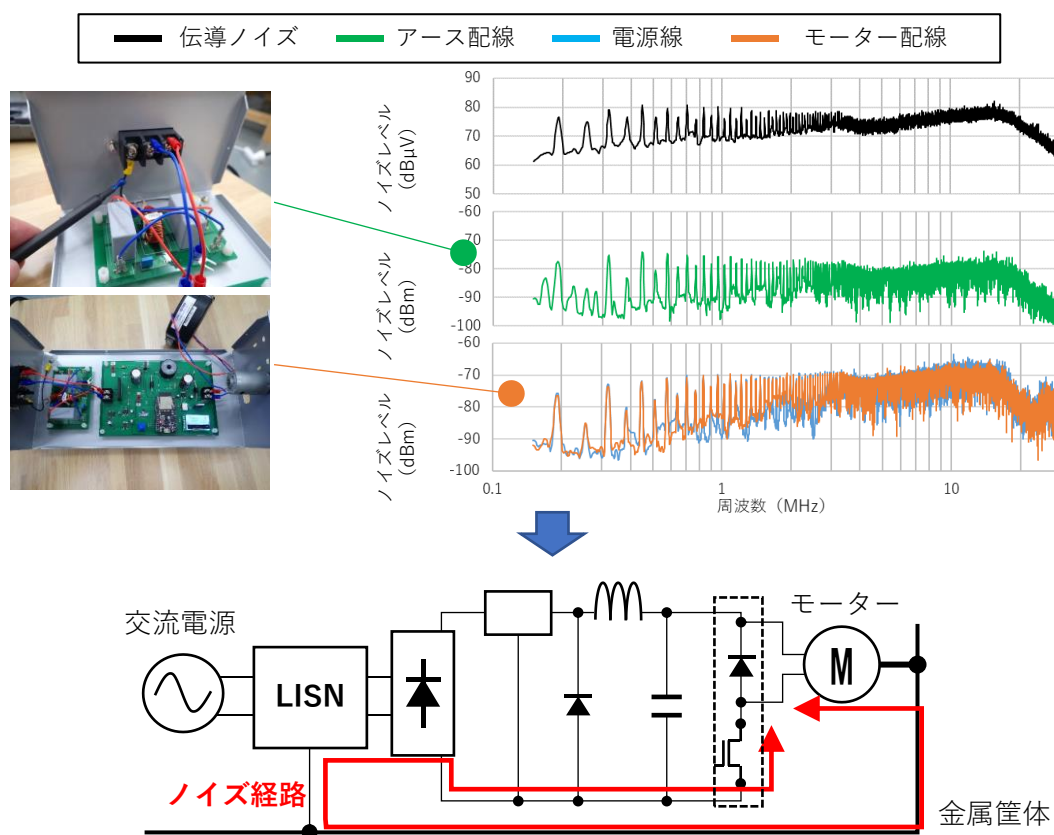 伝導ノイズ
アース配線
電源線
モーター配線
ノイズレベル
(dBµV)
90
80
70
60
50
ノイズレベル
(dBm)
-60
-70
-80
-90
-100
ノイズレベル
(dBm)
-60
-70
-80
-90
-100
0.1
1
10
周波数（MHz）
交流電源
LISN
モーター
M
ノイズ経路
金属筐体